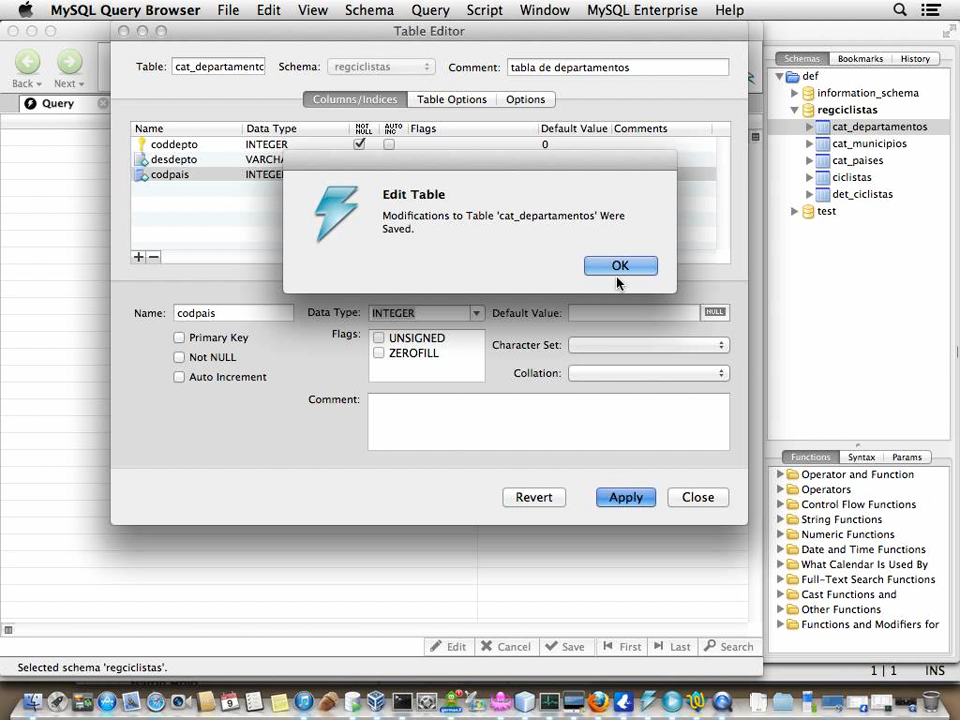 MySQL Query Browser File Edit View Schema Query Script Window MySQL Enterprise Help
Table Editor
Back Next
Table: cat_departamentc Schema: regciclistas Comment: tabla de departamentos
Query
Columns/Indices Table Options Options
Name Data Type NOT NULL AUTO INC Flags Default Value Comments
coddepto INTEGER 0
desdepto VARCHA
codpais INTEGE
Edit Table
Modifications to Table 'cat_departamentos' Were
Saved.
OK
Name: codpais Data Type: INTEGER Default Value: NULL
Primary Key
Not NULL
Auto Increment
Flags: UNSIGNED
ZEROFILL
Character Set:
Collation:
Comment:
Revert Apply Close
Schemas Bookmarks History
def
information_schema
regciclistas
cat_departamentos
cat_municipios
cat_paises
ciclistas
det_ciclistas
test
Functions Syntax Params
Operator and Function
Operators
Control Flow Functions
String Functions
Numeric Functions
Date and Time Functions
What Calendar Is Used By
Full-Text Search Functions
Cast Functions and
Other Functions
Functions and Modifiers for
Edit Cancel Save First Last Search
Selected schema 'regciclistas'. 1 | 1 INS